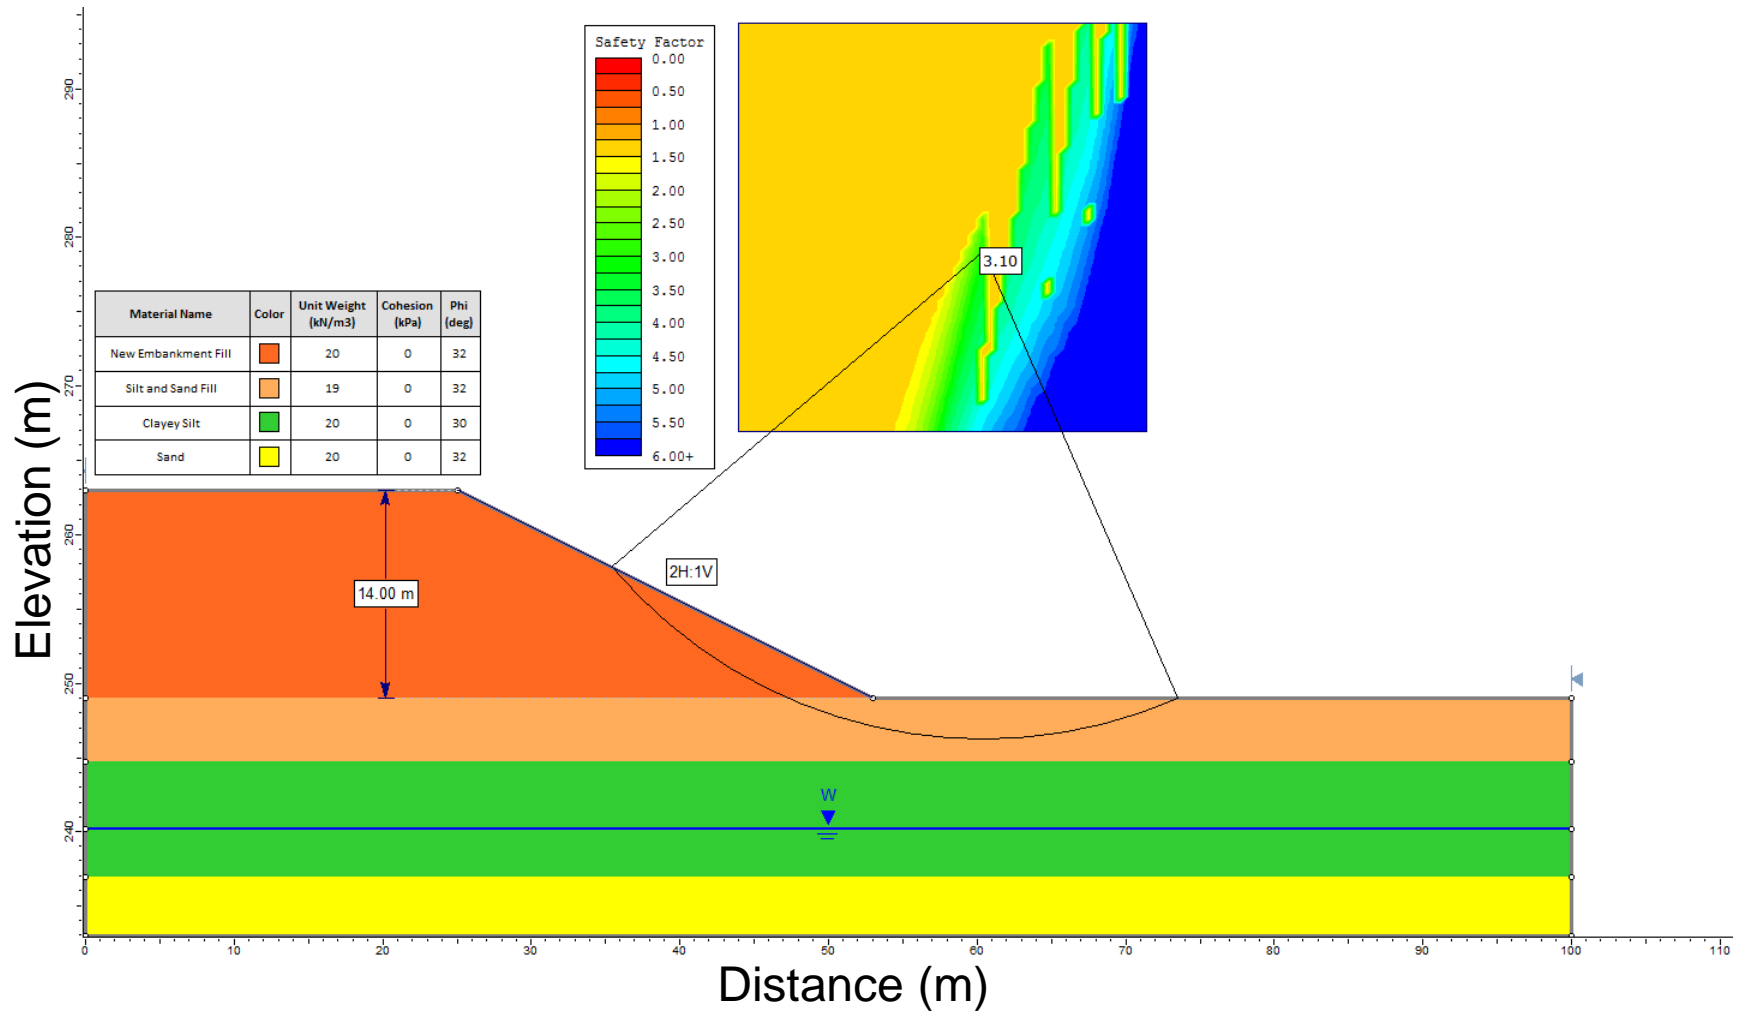 Safety Factor
0.00
0.50
1.00
1.50
2.00
2.50
3.00
3.50
4.00
4.50
5.00
5.50
6.00+
3.10
Material Name Color Unit Weight (kN/m3) Cohesion (kPa) Phi (deg)
New Embankment Fill 20 0 32
Silt and Sand Fill 19 0 32
Clayey Silt 20 0 30
Sand 20 0 32
14.00 m
2H:1V
W
Elevation (m)
290
280
270
260
250
240
0 10 20 30 40 50 60 70 80 90 100 110
Distance (m)